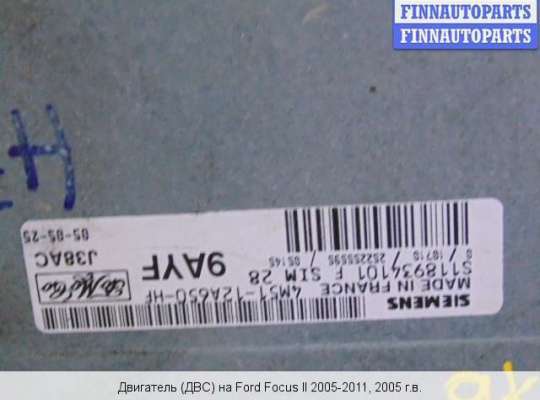 FINNAUTOPARTS
FINNAUTOPARTS
FINNAUTOPARTS
H
SIEMENS
MADE IN FRANCE
S118934101 F SIM 28
4M51-12A650-HF
9AYF
J38AC
05-05-25
Двигатель (ДВС) на Ford Focus II 2005-2011, 2005 г.в.